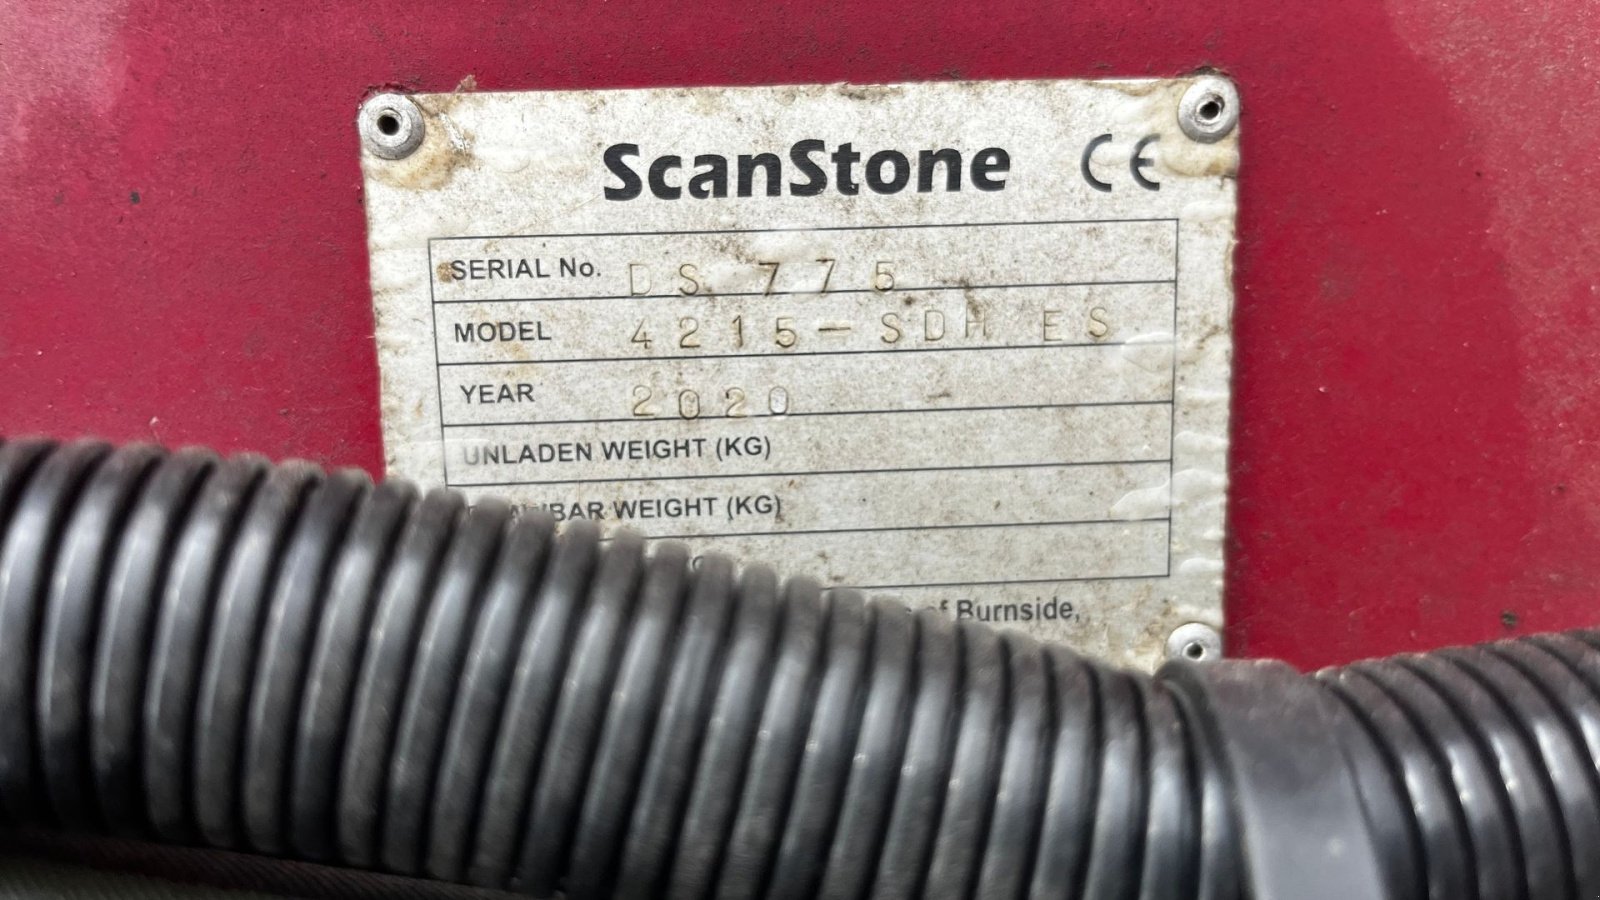 ScanStone CE
SERIAL No. DS 775
MODEL 4215-SDH ES
YEAR 2020
UNLADEN WEIGHT (KG)
WEIGHT (KG)
of Burnside,